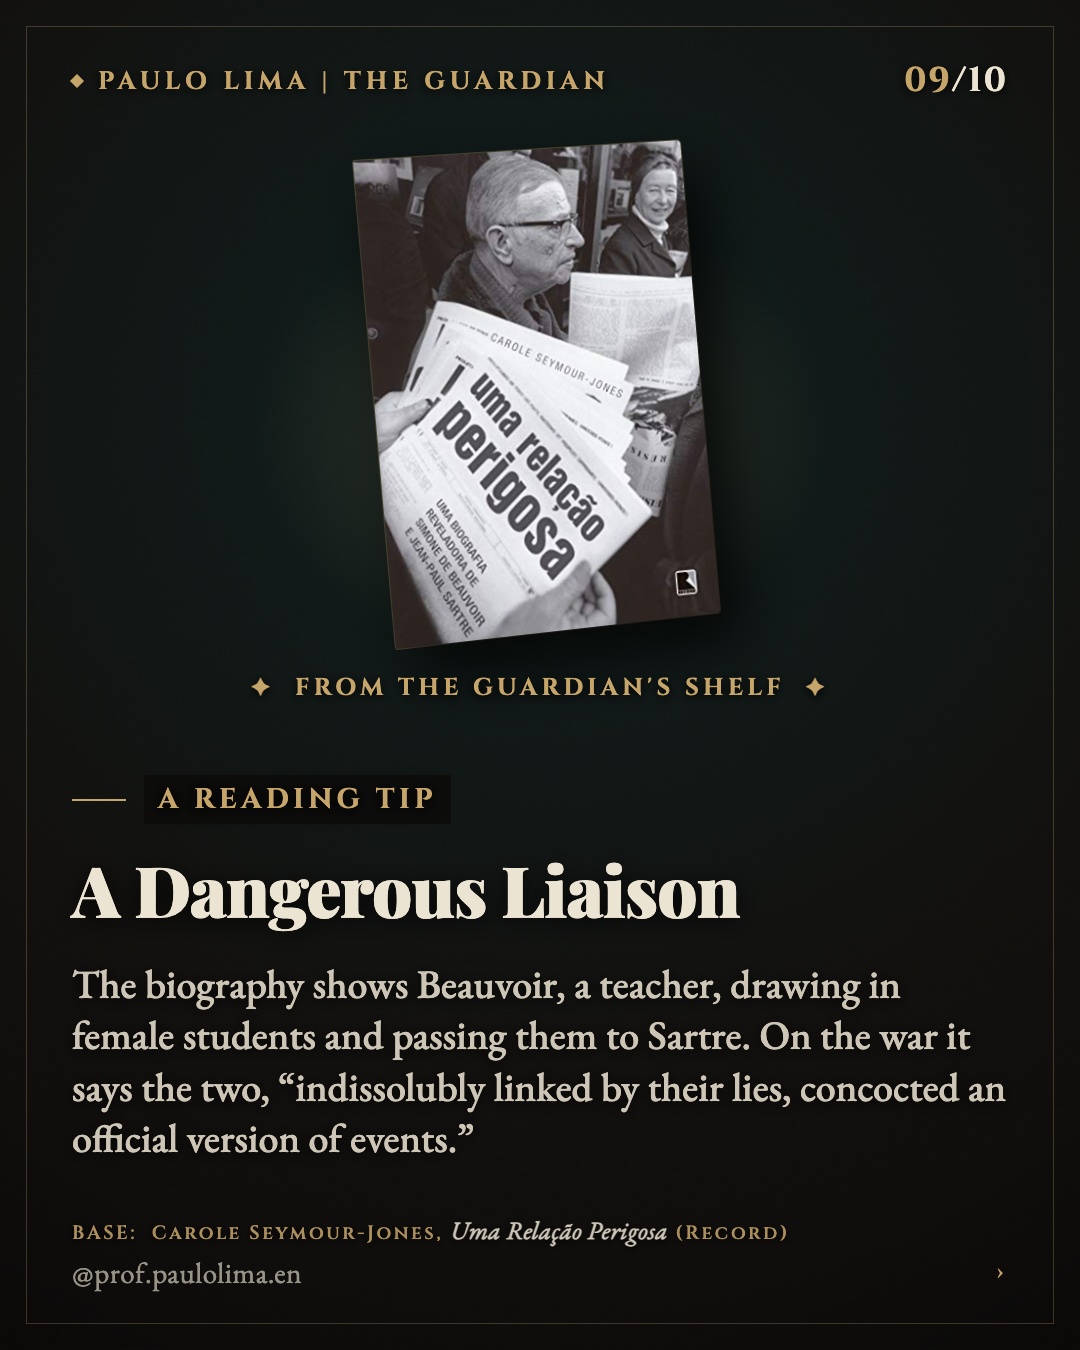 PAULO LIMA | THE GUARDIAN
09/10
CAROLE SEYMOUR-JONES
uma relação
perigosa
UMA BIOGRAFIA
REVELADORA DE
SIMONE DE BEAUVOIR
E JEAN-PAUL SARTRE
FROM THE GUARDIAN'S SHELF
A READING TIP
A Dangerous Liaison
The biography shows Beauvoir, a teacher, drawing in
female students and passing them to Sartre. On the war it
says the two, “indissolubly linked by their lies, concocted an
official version of events.”
BASE: Carole Seymour-Jones, Uma Relação Perigosa (Record)
@prof.paulolima.en